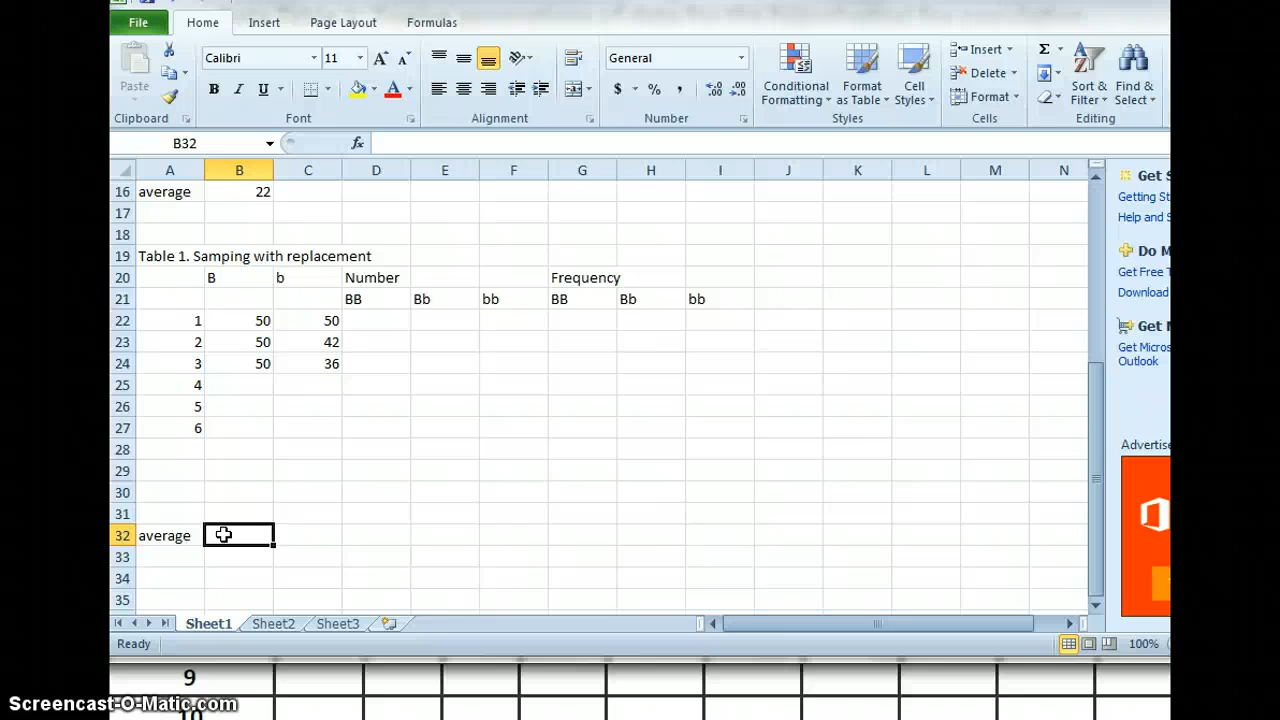 File Home Insert Page Layout Formulas
Paste Calibri 11 General Conditional Formatting Format as Table Cell Styles Insert Delete Format Sort & Filter Find & Select
B I U A A A $ % , Σ
Clipboard Font Alignment Number Styles Cells Editing
B32 fx
A B C D E F G H I J K L M N
16 average 22
17
18
19 Table 1. Samping with replacement
20 B b Number Frequency
21 BB Bb bb BB Bb bb
22 1 50 50
23 2 50 42
24 3 50 36
25 4
26 5
27 6
28
29
30
31
32 average
33
34
35
Get S
Getting St
Help and S
Do M
Get Free T
Download
Get M
Get Micros
Outlook
Advertise
Sheet1 Sheet2 Sheet3
Ready 100%
9
10
Screencast-O-Matic.com